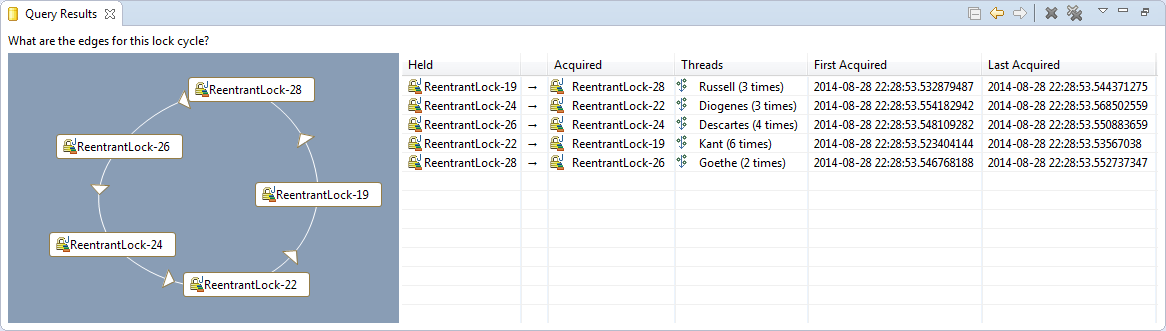 Query Results
What are the edges for this lock cycle?
ReentrantLock-28
ReentrantLock-26
ReentrantLock-19
ReentrantLock-24
ReentrantLock-22
Held Acquired Threads First Acquired Last Acquired
ReentrantLock-19 → ReentrantLock-28 Russell (3 times) 2014-08-28 22:28:53.532879487 2014-08-28 22:28:53.544371275
ReentrantLock-24 → ReentrantLock-22 Diogenes (3 times) 2014-08-28 22:28:53.554182942 2014-08-28 22:28:53.568502559
ReentrantLock-26 → ReentrantLock-24 Descartes (4 times) 2014-08-28 22:28:53.548109282 2014-08-28 22:28:53.550883659
ReentrantLock-22 → ReentrantLock-19 Kant (6 times) 2014-08-28 22:28:53.523404144 2014-08-28 22:28:53.53567038
ReentrantLock-28 → ReentrantLock-26 Goethe (2 times) 2014-08-28 22:28:53.546768188 2014-08-28 22:28:53.552737347